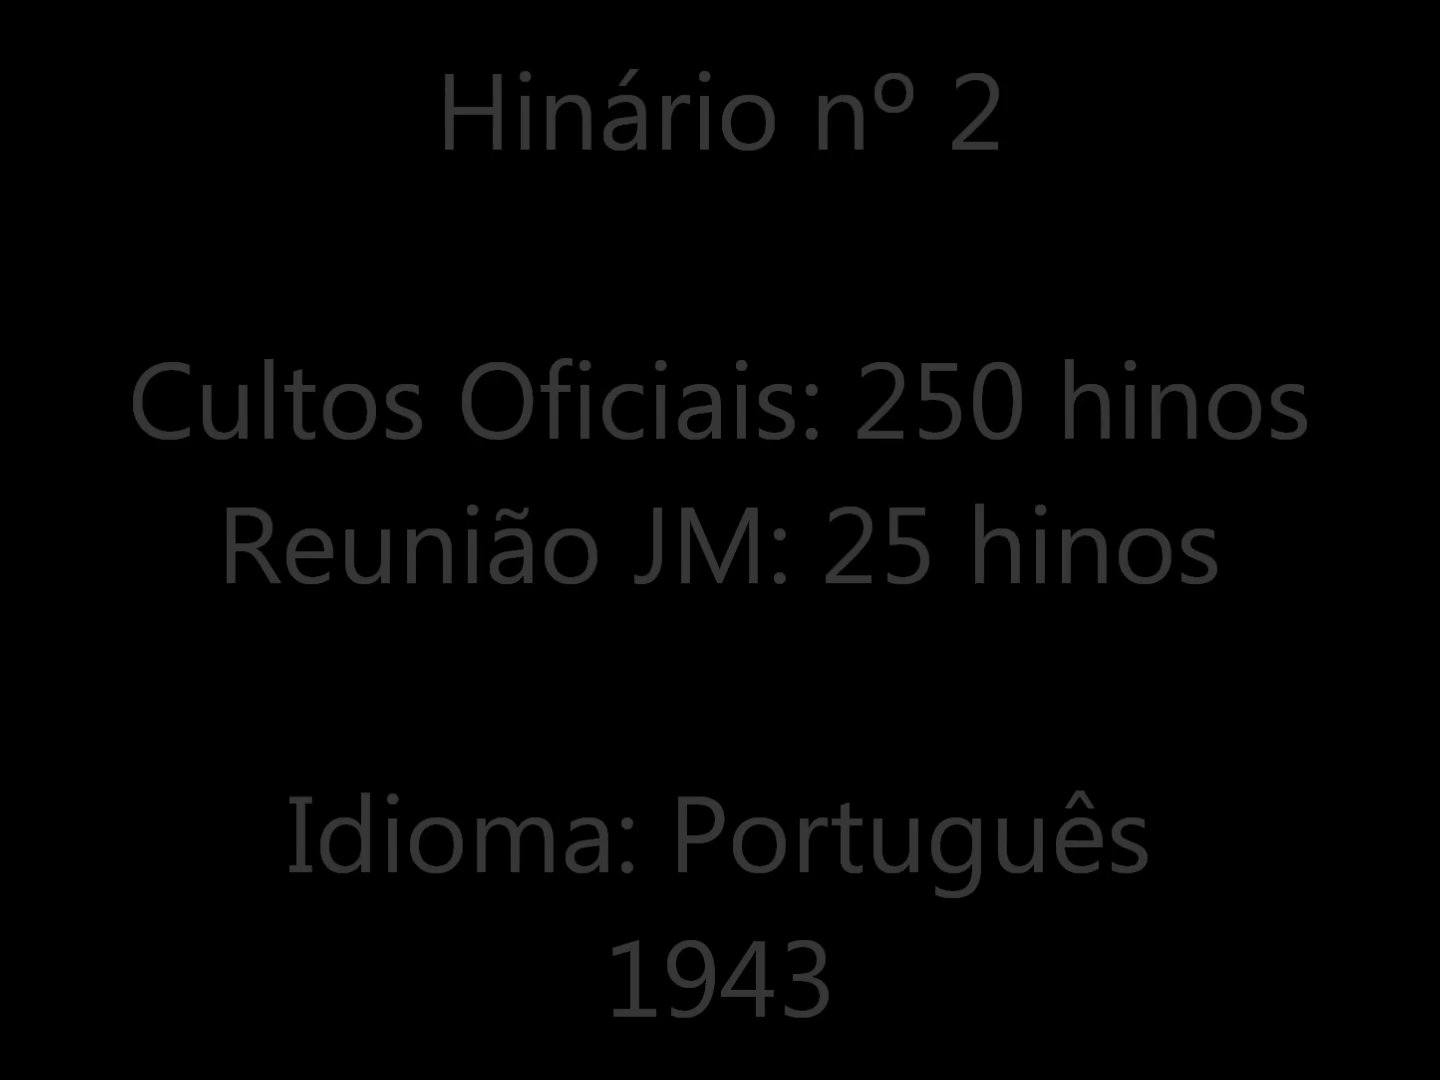 Hinário nº 2
Cultos Oficiais: 250 hinos
Reunião JM: 25 hinos
Idioma: Português
1943